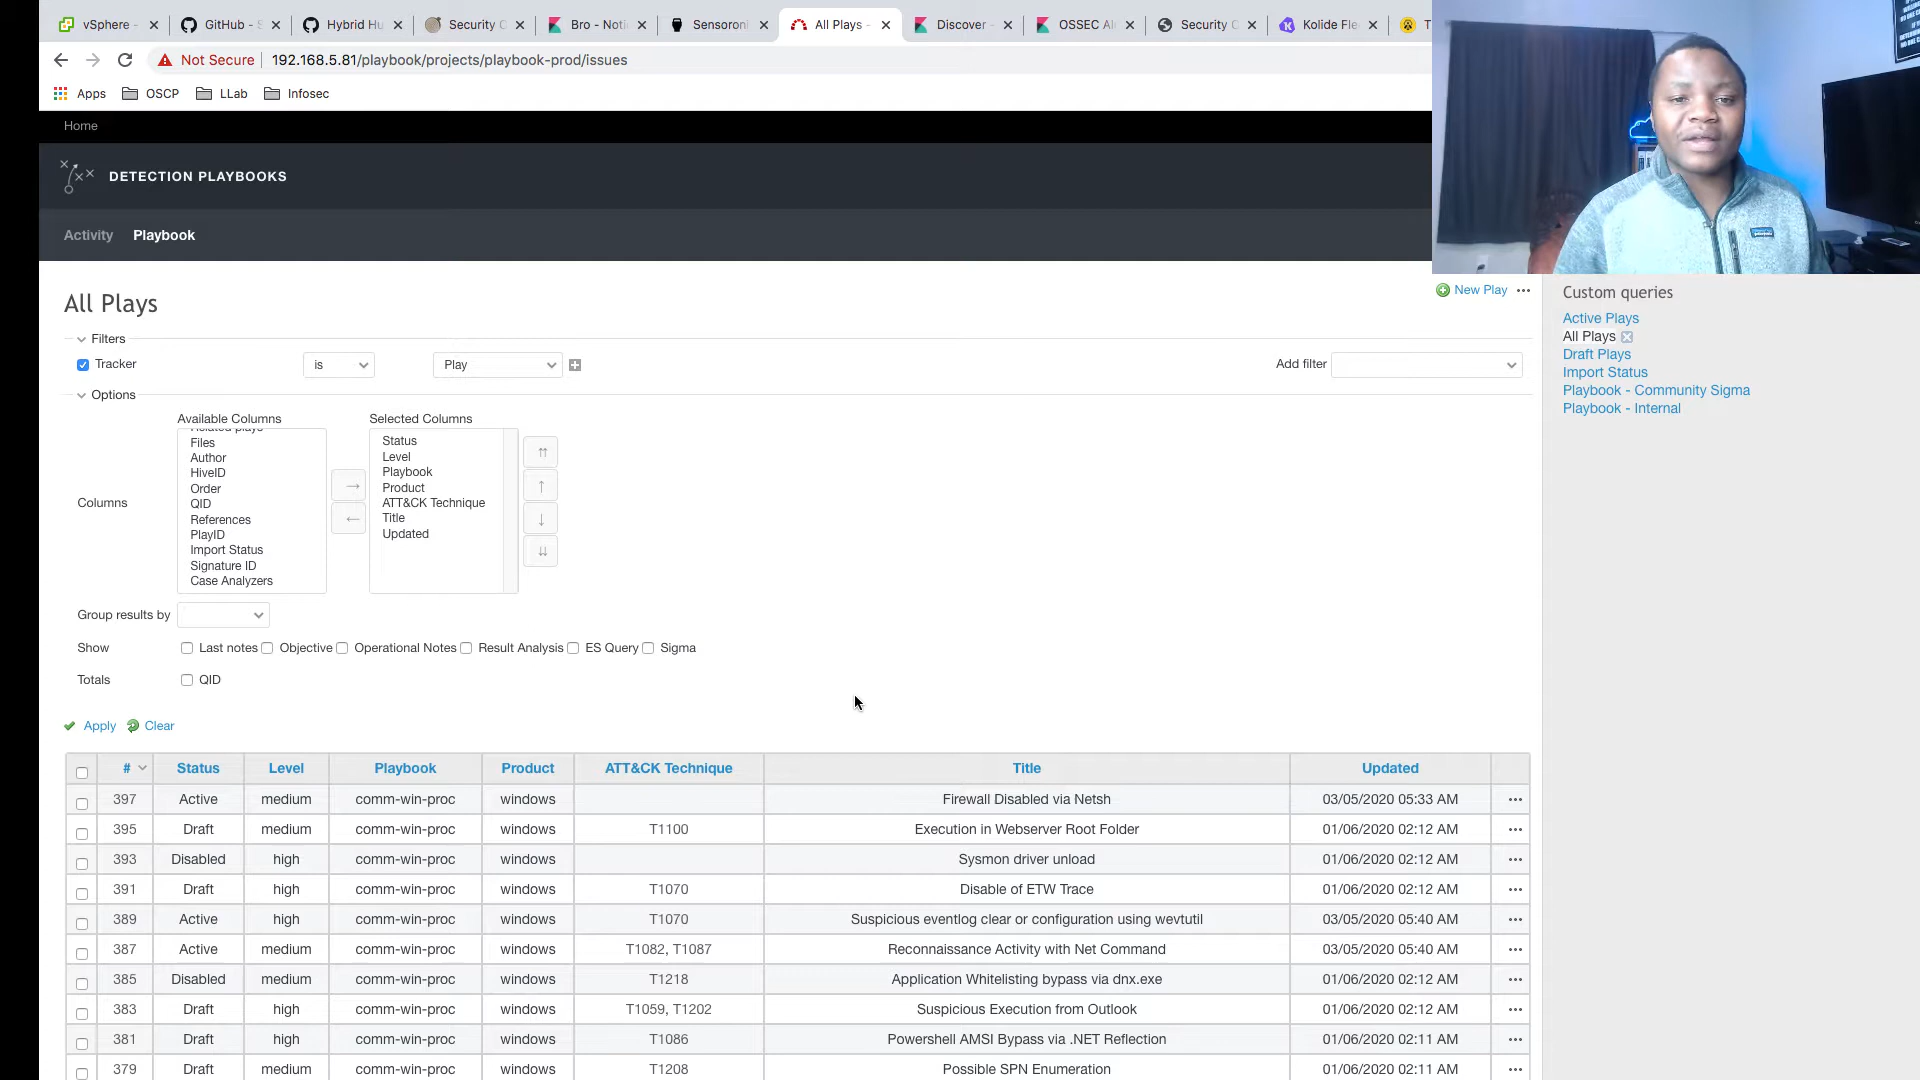 vSphere -
GitHub - S
Hybrid Hu
Security O
Bro - Noti
Sensoron
All Plays -
Discover -
OSSEC Al
Security O
Kolide Fle
T
Not Secure
192.168.5.81/playbook/projects/playbook-prod/issues
Apps
OSCP
LLab
Infosec
Home
DETECTION PLAYBOOKS
Activity
Playbook
All Plays
New Play
Filters
Tracker
is
Play
Add filter
Options
Available Columns
Selected Columns
Columns
Related plays
Files
Author
HiveID
Order
QID
References
PlayID
Import Status
Signature ID
Case Analyzers
Status
Level
Playbook
Product
ATT&CK Technique
Title
Updated
Group results by
Show Last notes Objective Operational Notes Result Analysis ES Query Sigma
Totals QID
Apply Clear
# Status Level Playbook Product ATT&CK Technique Title Updated
397 Active medium comm-win-proc windows Firewall Disabled via Netsh 03/05/2020 05:33 AM
395 Draft medium comm-win-proc windows T1100 Execution in Webserver Root Folder 01/06/2020 02:12 AM
393 Disabled high comm-win-proc windows Sysmon driver unload 01/06/2020 02:12 AM
391 Draft high comm-win-proc windows T1070 Disable of ETW Trace 01/06/2020 02:12 AM
389 Active high comm-win-proc windows T1070 Suspicious eventlog clear or configuration using wevtutil 03/05/2020 05:40 AM
387 Active medium comm-win-proc windows T1082, T1087 Reconnaissance Activity with Net Command 03/05/2020 05:40 AM
385 Disabled medium comm-win-proc windows T1218 Application Whitelisting bypass via dnx.exe 01/06/2020 02:12 AM
383 Draft high comm-win-proc windows T1059, T1202 Suspicious Execution from Outlook 01/06/2020 02:12 AM
381 Draft high comm-win-proc windows T1086 Powershell AMSI Bypass via .NET Reflection 01/06/2020 02:11 AM
379 Draft medium comm-win-proc windows T1208 Possible SPN Enumeration 01/06/2020 02:11 AM
Custom queries
Active Plays
All Plays
Draft Plays
Import Status
Playbook - Community Sigma
Playbook - Internal